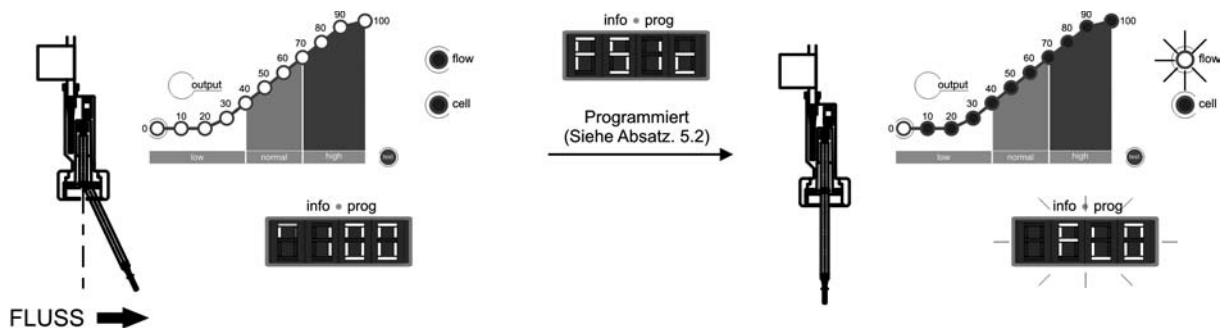 100
90
80
70
60
50
40
30
20
10
0
output
low
normal
high
test
flow
cell
FLUSS
info • prog
info • prog
Programmiert
(Siehe Absatz. 5.2)
100
90
80
70
60
50
40
30
20
10
0
output
low
normal
high
test
flow
cell
info • prog
FLO